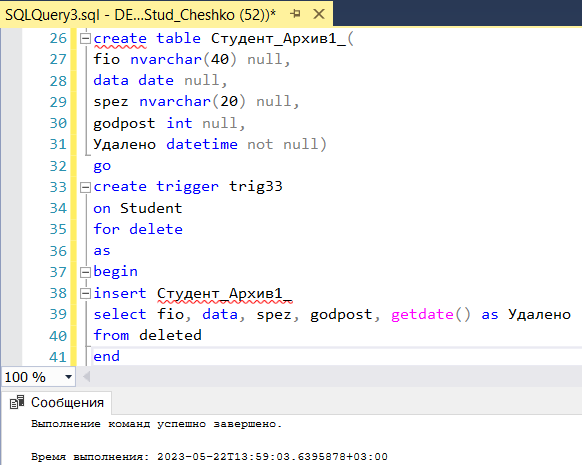 SQLQuery3.sql - DE...Stud_Cheshko (52))*
26 create table Студент_Архив1_(
27 fio nvarchar(40) null,
28 data date null,
29 spez nvarchar(20) null,
30 godpost int null,
31 Удалено datetime not null)
32 go
33 create trigger trig33
34 on Student
35 for delete
36 as
37 begin
38 insert Студент_Архив1_
39 select fio, data, spez, godpost, getdate() as Удалено
40 from deleted
41 end
100 %
Сообщения
Выполнение команд успешно завершено.
Время выполнения: 2023-05-22T13:59:03.6395878+03:00